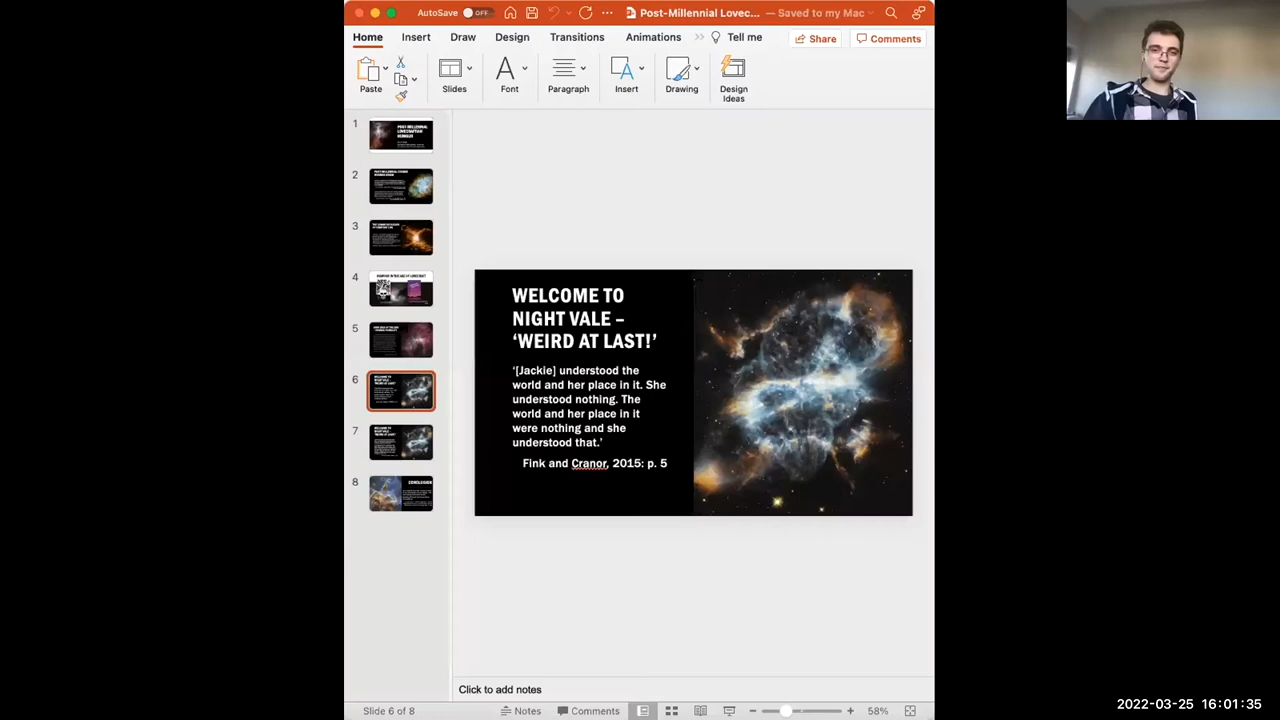 AutoSave OFF Post-Millennial Lovec... — Saved to my Mac
Home Insert Draw Design Transitions Animations Tell me Share Comments
Paste Slides Font Paragraph Insert Drawing Design
Ideas
1
POST-MILLENNIAL
LOVECRAFTIAN
2
3
4
5
6
7
8
CONCLUSION
WELCOME TO
NIGHT VALE –
‘WEIRD AT LAST!’
‘[Jackie] understood the
world and her place in it. She
understood nothing. The
world and her place in it
were nothing and she
understood that.’
Fink and Cranor, 2015: p. 5
Click to add notes
Slide 6 of 8 Notes Comments 58%
2022-03-25 16:01:35